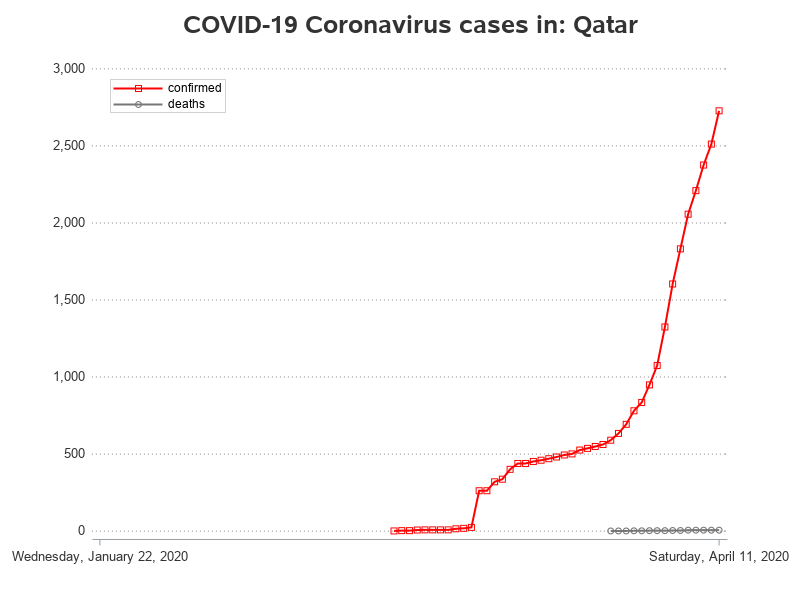 COVID-19 Coronavirus cases in: Qatar
3,000
confirmed
deaths
2,500
2,000
1,500
1,000
500
0
Wednesday, January 22, 2020
Saturday, April 11, 2020